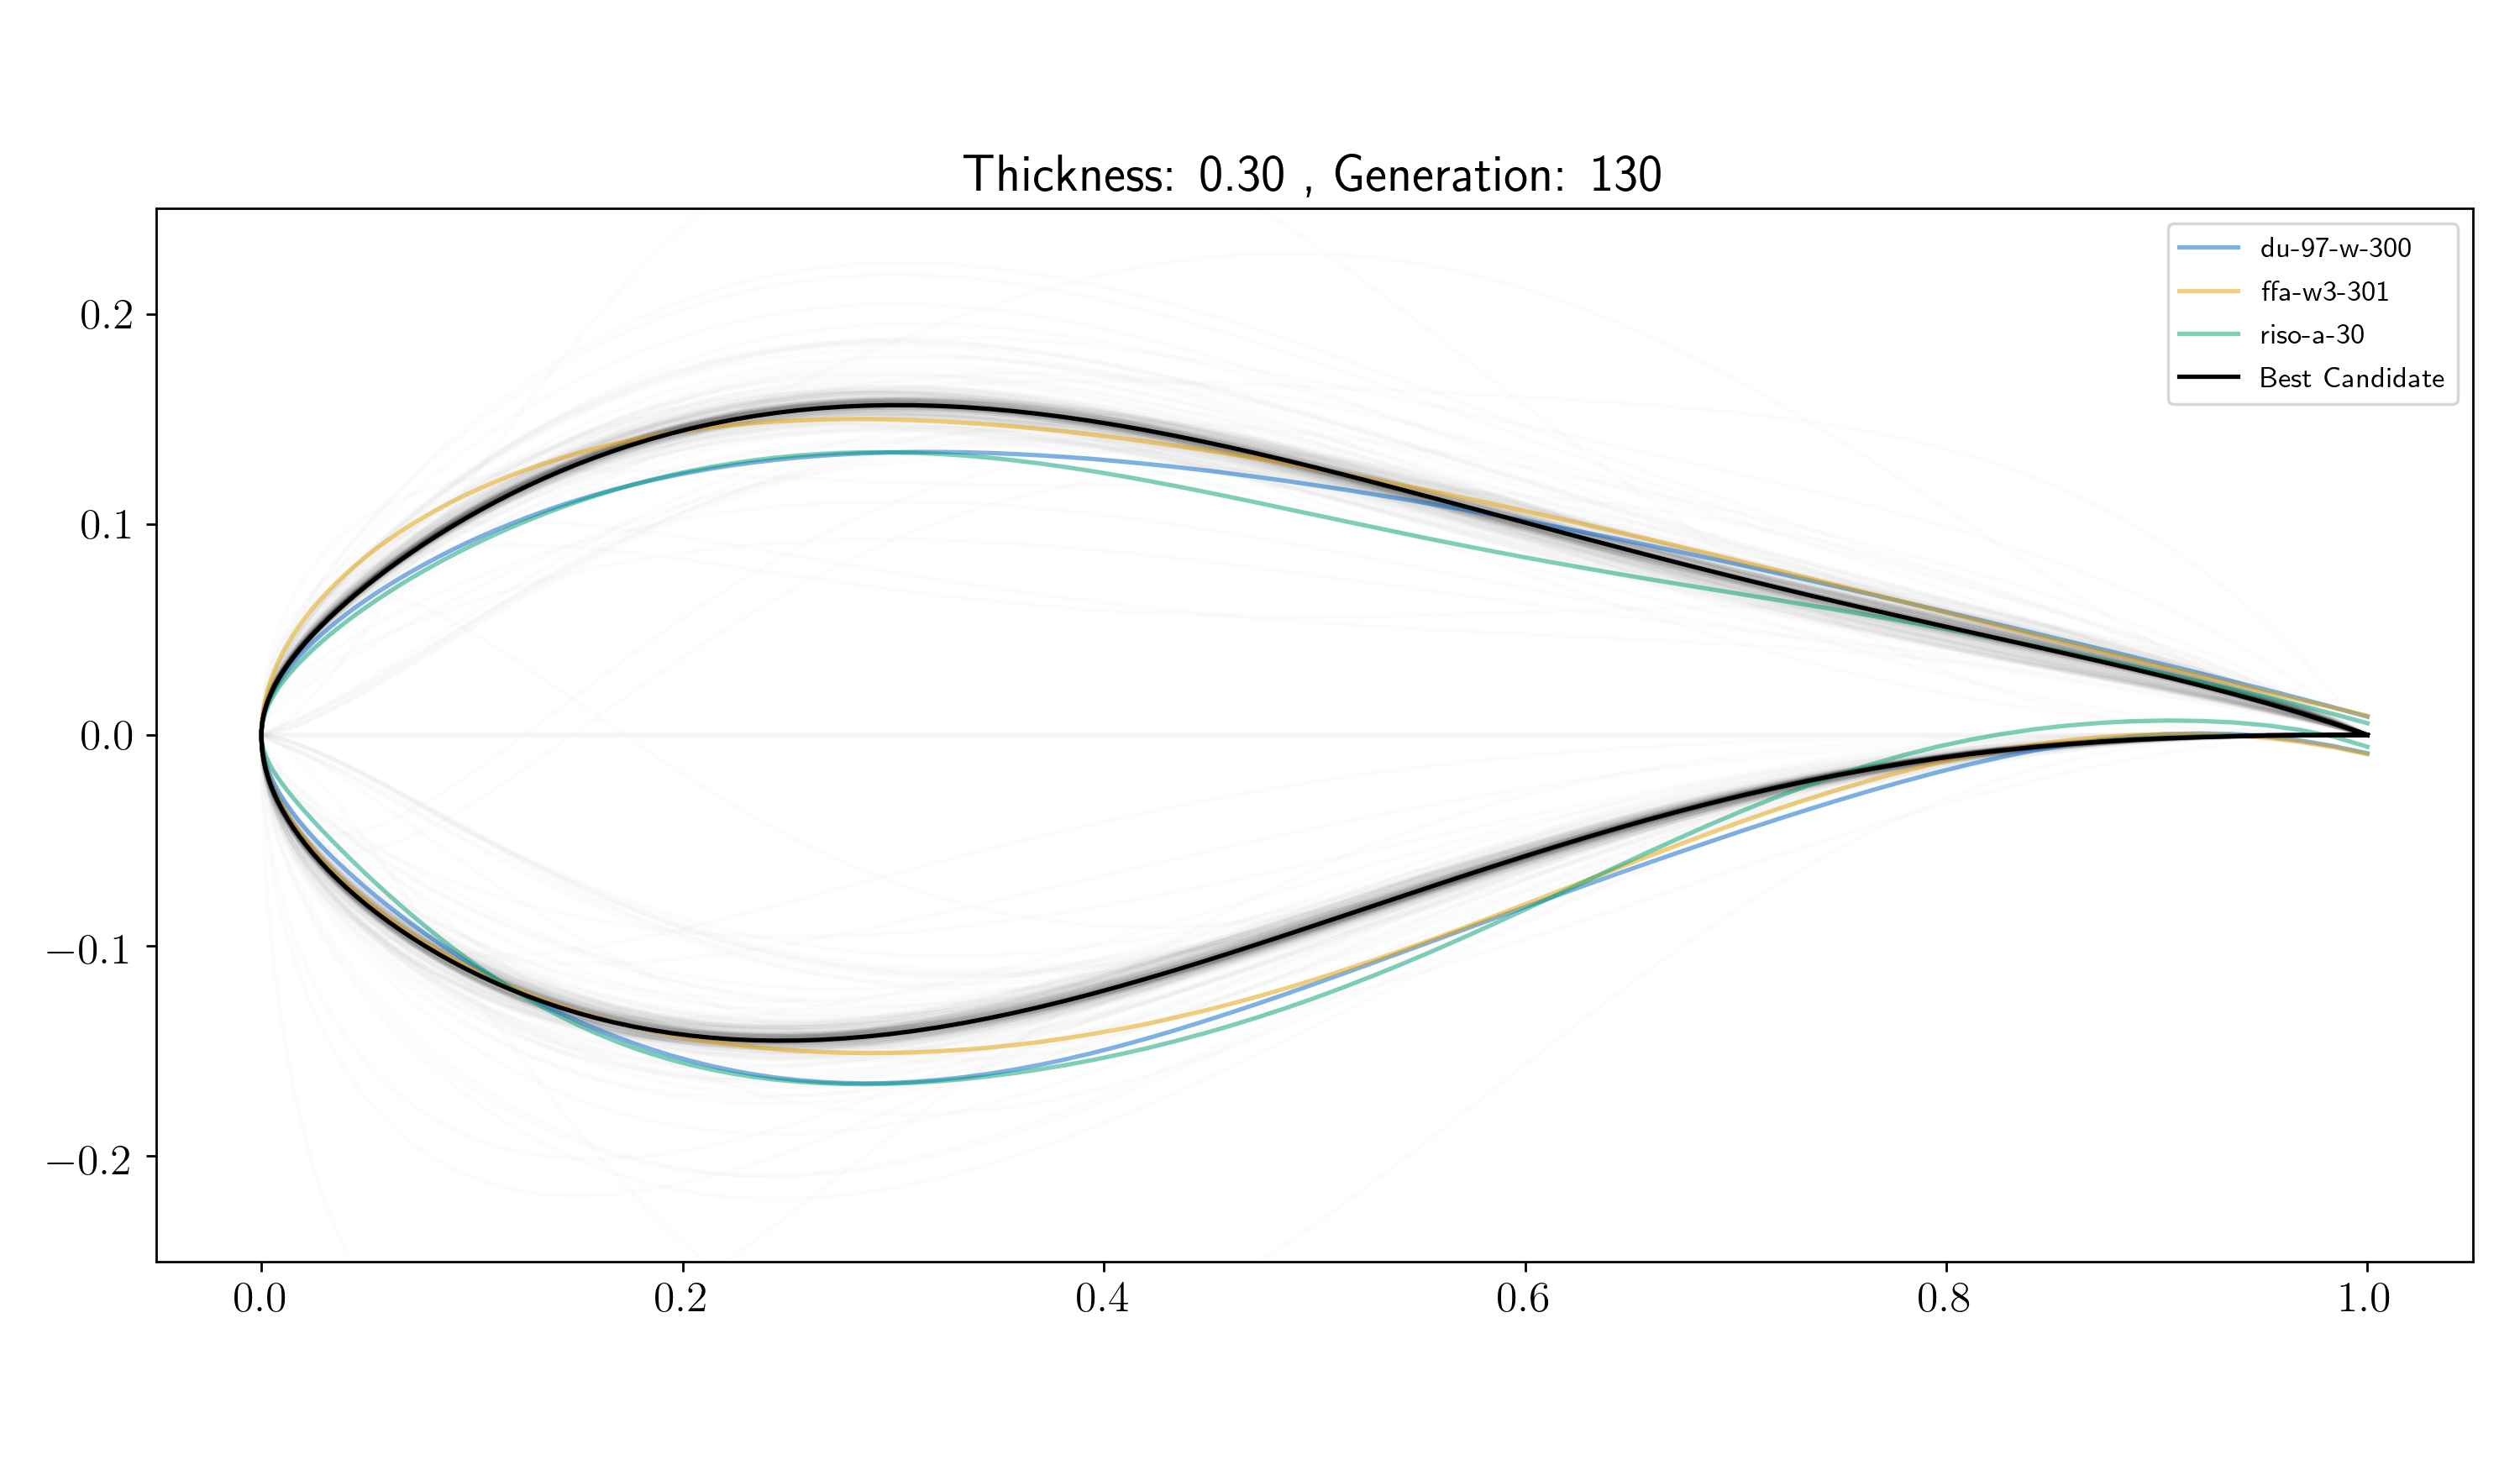 Thickness: 0.30 , Generation: 130
du-97-w-300
ffa-w3-301
riso-a-30
Best Candidate
0.2
0.1
0.0
−0.1
−0.2
0.0 0.2 0.4 0.6 0.8 1.0